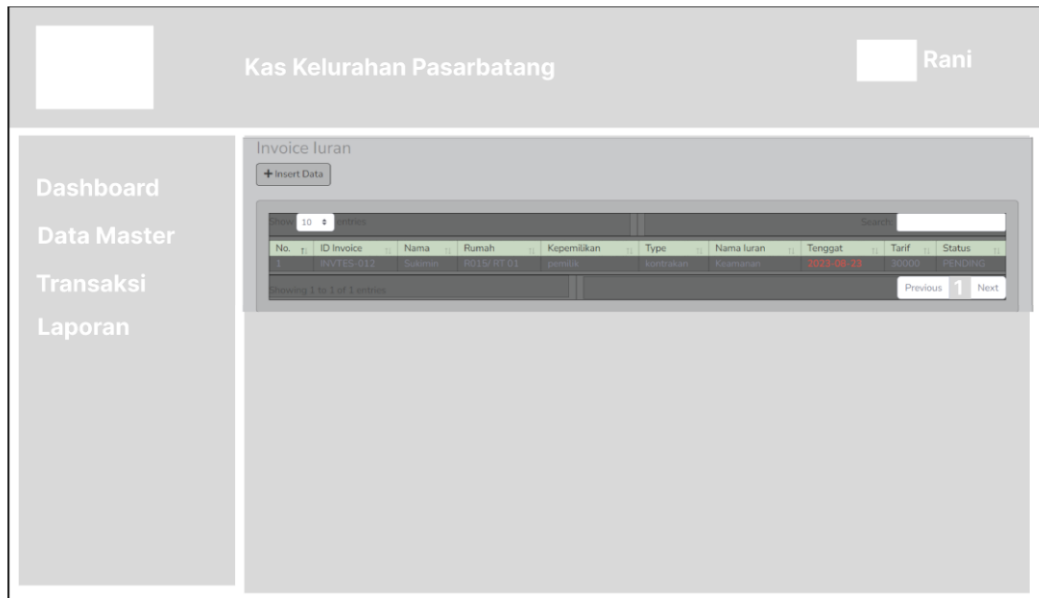 Kas Kelurahan Pasarbatang
Rani
Dashboard
Data Master
Transaksi
Laporan
Invoice Iuran
+ Insert Data
Show 10 entries
Search:
No. ID Invoice Nama Rumah Kepemilikan Type Nama Iuran Tenggat Tarif Status
1 INVTES-012 Sukimin R015/ RT-01 pemilik kontrakan Keamanan 2023-06-23 30000 PENDING
Showing 1 to 1 of 1 entries
Previous 1 Next